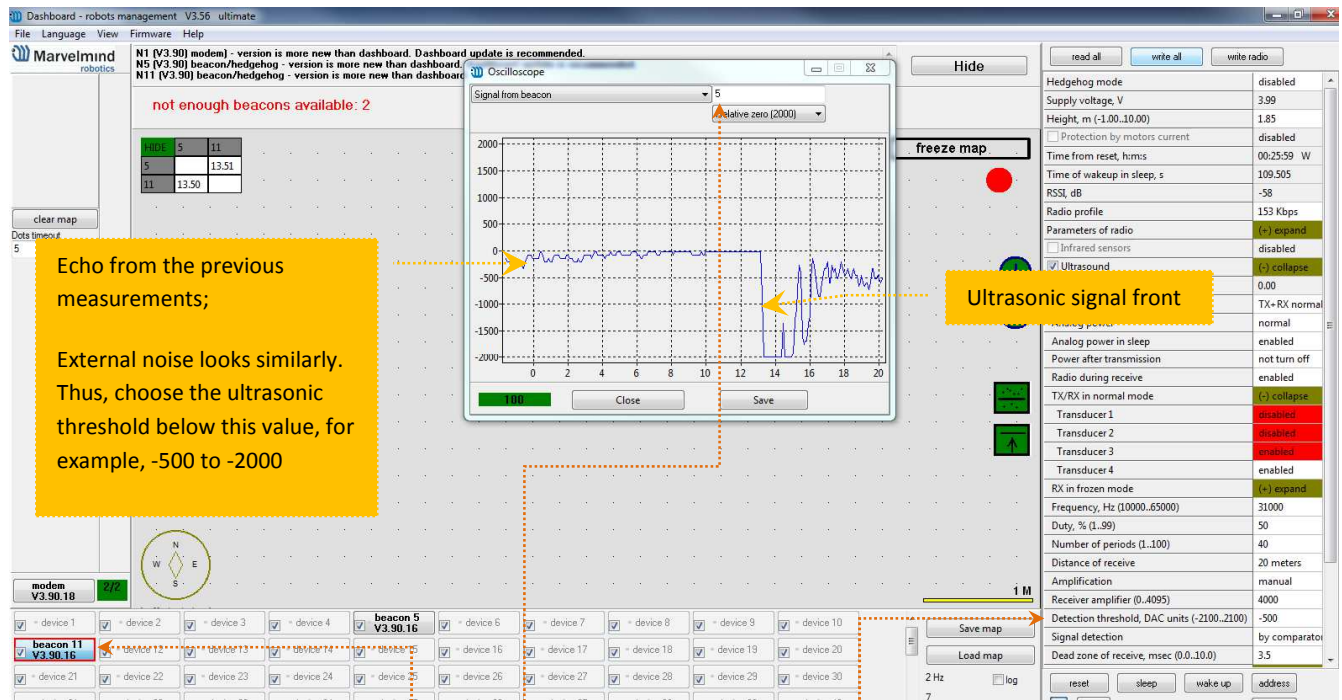 Dashboard - robots management V3.56 ultimate
File Language View Firmware Help
Marvelmind
robotics
N1 (V3.90) modem) - version is more new than dashboard. Dashboard update is recommended.
N5 (V3.90) beacon/hedgehog - version is more new than dashboard.
N11 (V3.90) beacon/hedgehog - version is more new than dashboard
not enough beacons available: 2
Hide
HIDE 5 11
5 13.51
11 13.50
clear map
Dots timeout
5
freeze map
Oscilloscope
Signal from beacon 5
Relative zero (2000)
2000
1500
1000
500
0
-500
-1000
-1500
-2000
0 2 4 6 8 10 12 14 16 18 20
100 Close Save
Echo from the previous
measurements;
External noise looks similarly.
Thus, choose the ultrasonic
threshold below this value, for
example, -500 to -2000
Ultrasonic signal front
N
W E
S
1 M
modem
V3.90.18
2/2
device 1 device 2 device 3 device 4 beacon 5 V3.90.16 device 6 device 7 device 8 device 9 device 10
beacon 11 V3.90.16 device 12 device 13 device 14 device 15 device 16 device 17 device 18 device 19 device 20
device 21 device 22 device 23 device 24 device 25 device 26 device 27 device 28 device 29 device 30
Save map
Load map
2 Hz log
7
read all write all write radio
Hedgehog mode disabled
Supply voltage, V 3.99
Height, m (-1.00..10.00) 1.85
Protection by motors current disabled
Time from reset, h:m:s 00:25:59 W
Time of wakeup in sleep, s 109.505
RSSI, dB -58
Radio profile 153 Kbps
Parameters of radio (+) expand
Infrared sensors disabled
Ultrasound (-) collapse
0.00
TX+RX normal
Analog power normal
Analog power in sleep enabled
Power after transmission not turn off
Radio during receive enabled
TX/RX in normal mode (-) collapse
Transducer 1 disabled
Transducer 2 disabled
Transducer 3 enabled
Transducer 4 enabled
RX in frozen mode (+) expand
Frequency, Hz (10000..65000) 31000
Duty, % (1..99) 50
Number of periods (1..100) 40
Distance of receive 20 meters
Amplification manual
Receiver amplifier (0..4095) 4000
Detection threshold, DAC units (-2100..2100) -500
Signal detection by comparator
Dead zone of receive, msec (0.0..10.0) 3.5
reset sleep wake up address